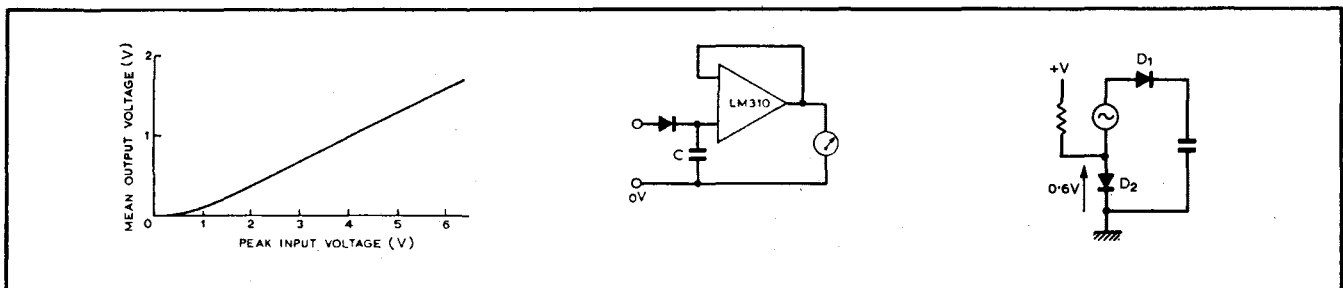 MEAN OUTPUT VOLTAGE (V)
2
1
0
1
2
3
4
5
6
PEAK INPUT VOLTAGE (V)
LM310
C
0V
+V
D1
0·6V
D2